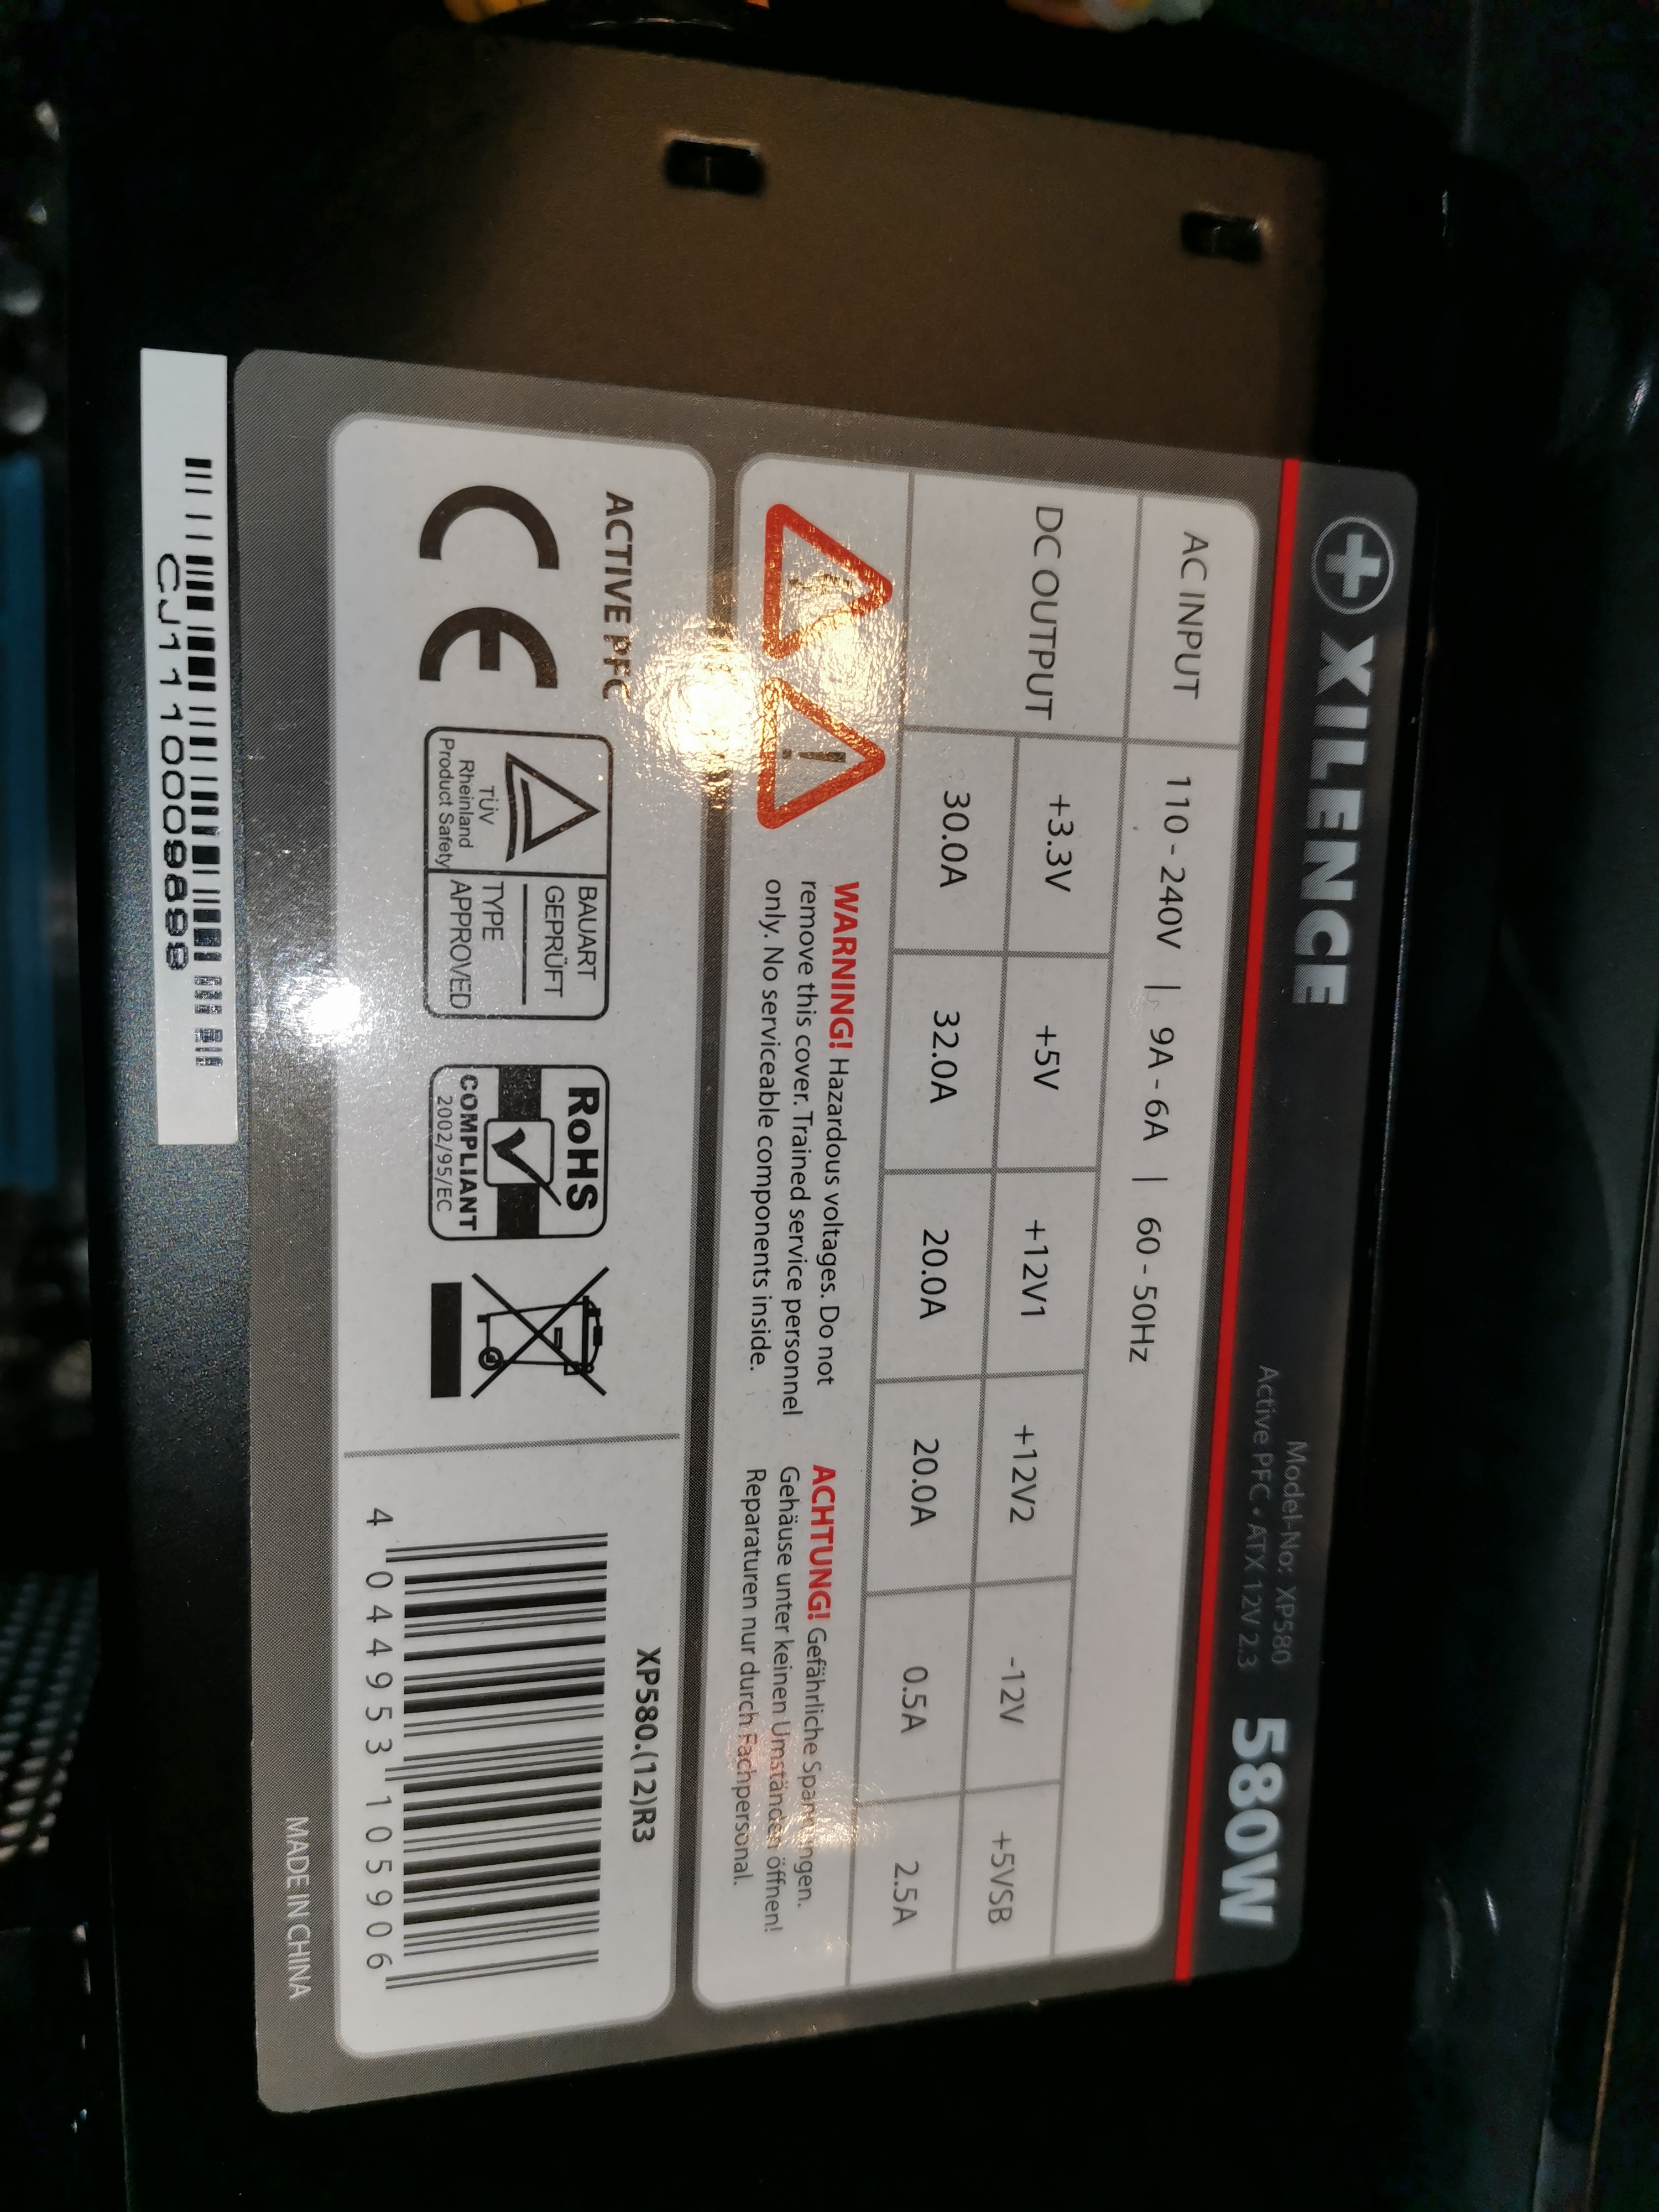 XILENCE
Model-No: XP580
Active PFC • ATX 12V 2.3
580W
AC INPUT 110 - 240V | 9A - 6A | 60 - 50Hz
DC OUTPUT +3.3V +5V +12V1 +12V2 -12V +5VSB
30.0A 32.0A 20.0A 20.0A 0.5A 2.5A
WARNING! Hazardous voltages. Do not
remove this cover. Trained service personnel
only. No serviceable components inside.
ACHTUNG! Gefährliche Spannungen.
Gehäuse unter keinen Umständen öffnen!
Reparaturen nur durch Fachpersonal.
ACTIVE PFC
CE
TÜV
Rheinland
Product Safety
BAUART
GEPRÜFT
TYPE
APPROVED
RoHS
COMPLIANT
2002/95/EC
XP580.(12)R3
4 044953 105906
MADE IN CHINA
CJ1110009898